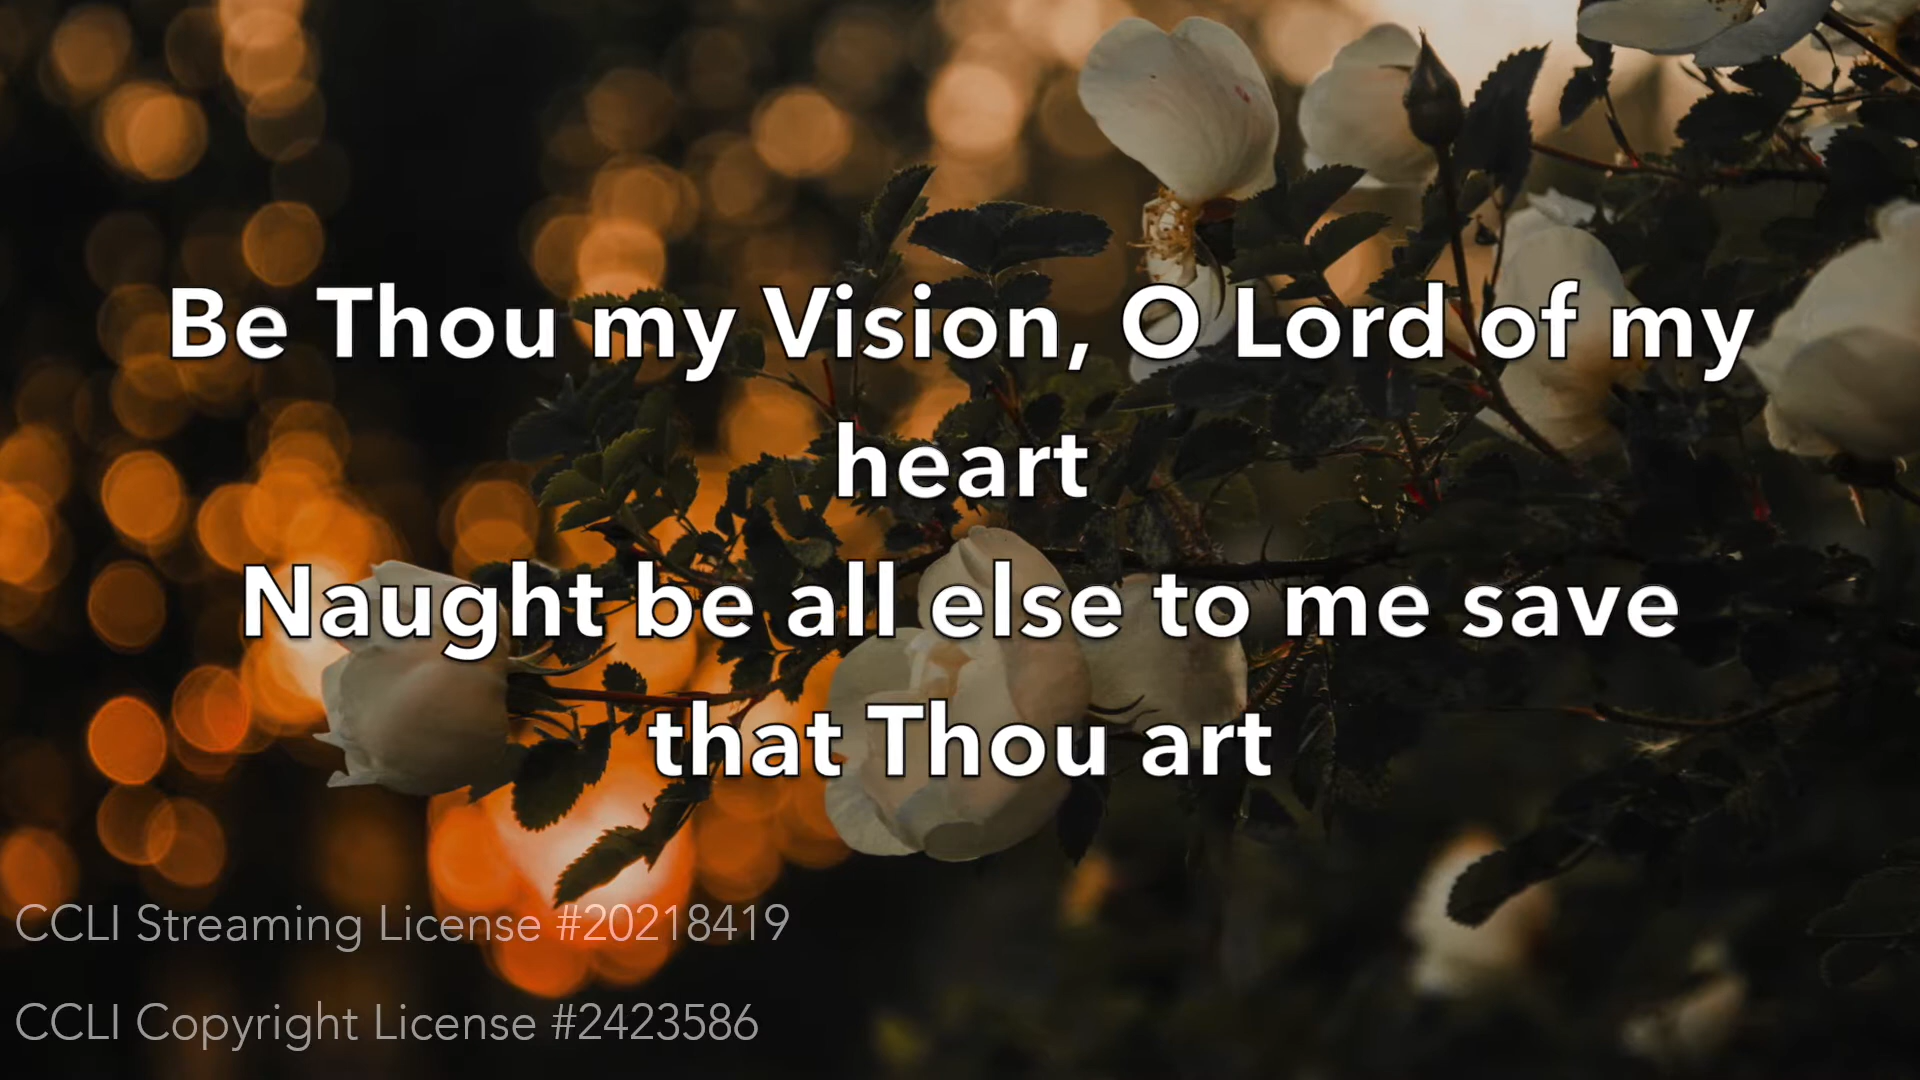 Be Thou my Vision, O Lord of my
heart
Naught be all else to me save
that Thou art
CCLI Streaming License #20218419
CCLI Copyright License #2423586